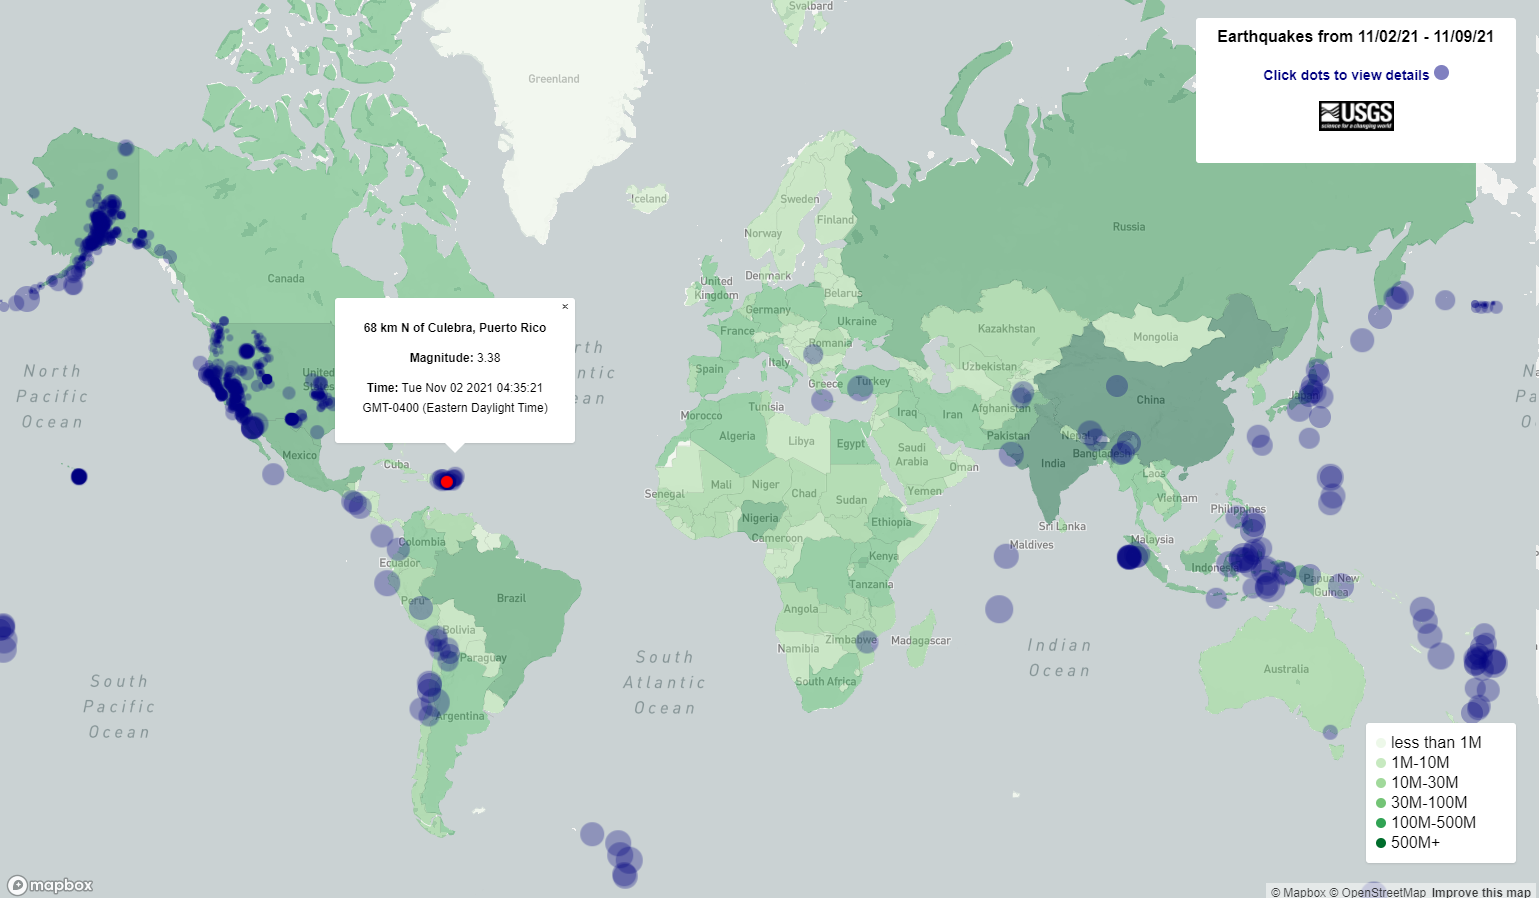 Svalbard
Greenland
Earthquakes from 11/02/21 - 11/09/21
Click dots to view details
USGS
science for a changing world
Iceland
Sweden
Finland
Norway
Russia
Canada
Denmark
United
Kingdom
Belarus
Germany
Ukraine
France
Romania
Kazakhstan
Mongolia
Italy
Spain
Uzbekistan
Greece
Turkey
North
Pacific
Ocean
United
68 km N of Culebra, Puerto Rico
Magnitude: 3.38
Time: Tue Nov 02 2021 04:35:21
GMT-0400 (Eastern Daylight Time)
×
China
Japan
Tunisia
Morocco
Algeria
Libya
Egypt
Iraq
Iran
Afghanistan
Pakistan
Nepal
India
Bangladesh
Saudi
Arabia
Oman
Yemen
Laos
Vietnam
Mexico
Cuba
Senegal
Mali
Niger
Chad
Sudan
Nigeria
Ethiopia
Cameroon
Kenya
Tanzania
Sri Lanka
Maldives
Philippines
Malaysia
Indonesia
Papua New
Guinea
Colombia
Ecuador
Peru
Brazil
Bolivia
Paraguay
Argentina
Angola
Zimbabwe
Namibia
Madagascar
South Africa
Indian
Ocean
Australia
South
Atlantic
Ocean
South
Pacific
Ocean
less than 1M
1M-10M
10M-30M
30M-100M
100M-500M
500M+
mapbox
© Mapbox © OpenStreetMap Improve this map